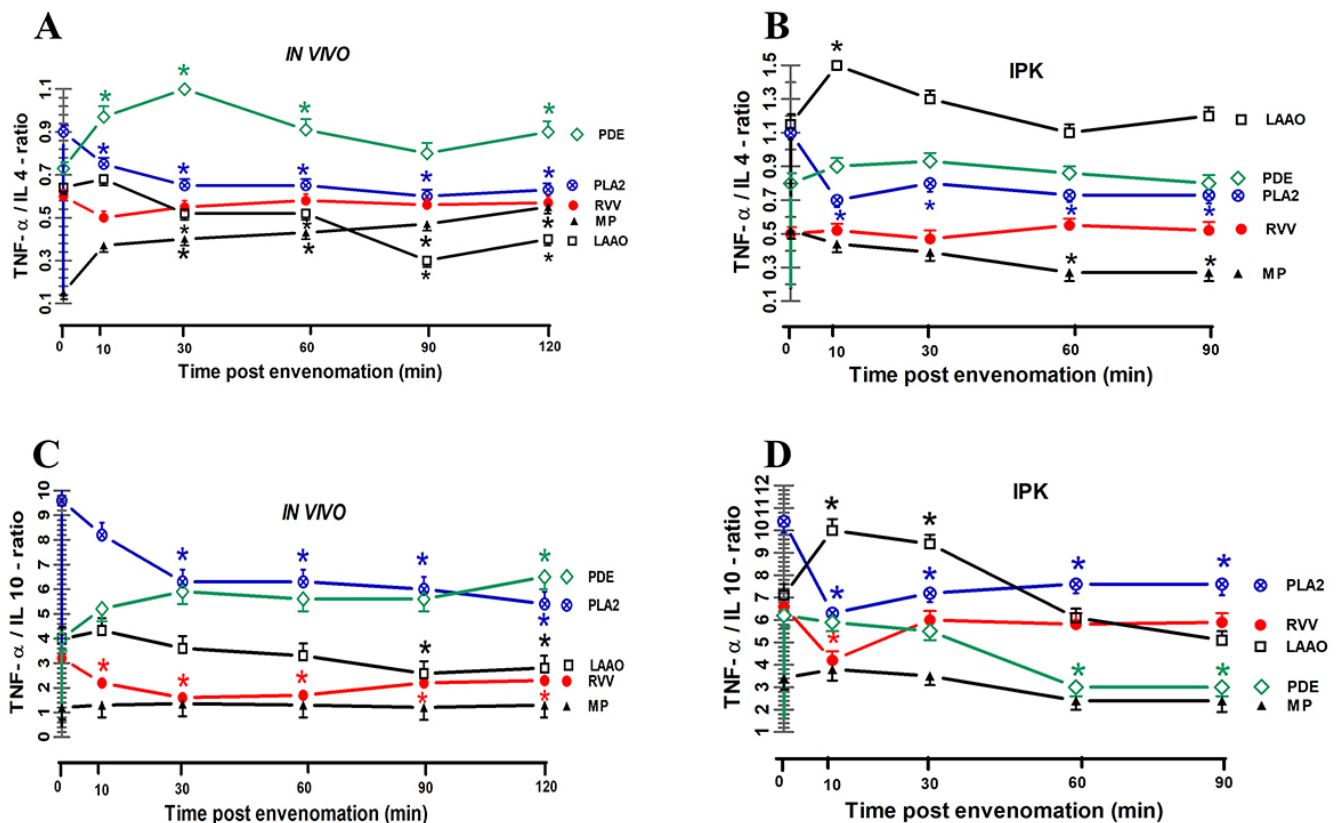 A
IN VIVO
TNF- α / IL 4 - ratio
1.1
0.9
0.7
0.5
0.3
0.1
PDE
PLA2
RVV
MP
LAAO
0 10 30 60 90 120
Time post envenomation (min)
B
IPK
TNF- α / IL 4 - ratio
1.5
1.3
1.1
0.9
0.7
0.5
0.3
0.1
LAAO
PDE
PLA2
RVV
MP
0 10 30 60 90
Time post envenomation (min)
C
IN VIVO
TNF- α / IL 10 - ratio
10
9
8
7
6
5
4
3
2
1
0
PDE
PLA2
LAAO
RVV
MP
0 10 30 60 90 120
Time post envenomation (min)
D
IPK
TNF- α / IL 10 - ratio
12
11
10
9
8
7
6
5
4
3
2
1
PLA2
RVV
LAAO
PDE
MP
0 10 30 60 90
Time post envenomation (min)